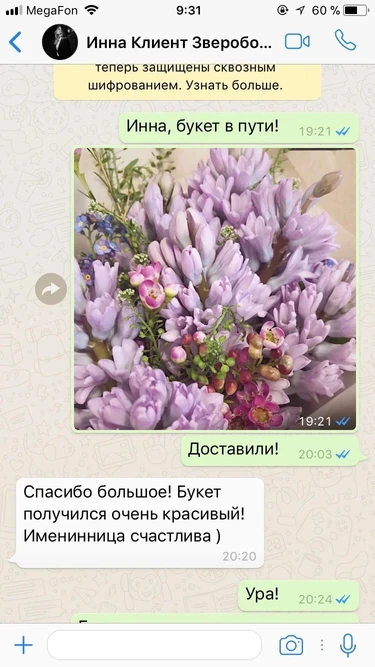 MegaFon 9:31 60 %
Инна Клиент Зверобо...
теперь защищены сквозным
шифрованием. Узнать больше.
Инна, букет в пути! 19:21
19:21
Доставили! 20:03
Спасибо большое! Букет
получился очень красивый!
Именинница счастлива )
20:20
Ура! 20:24